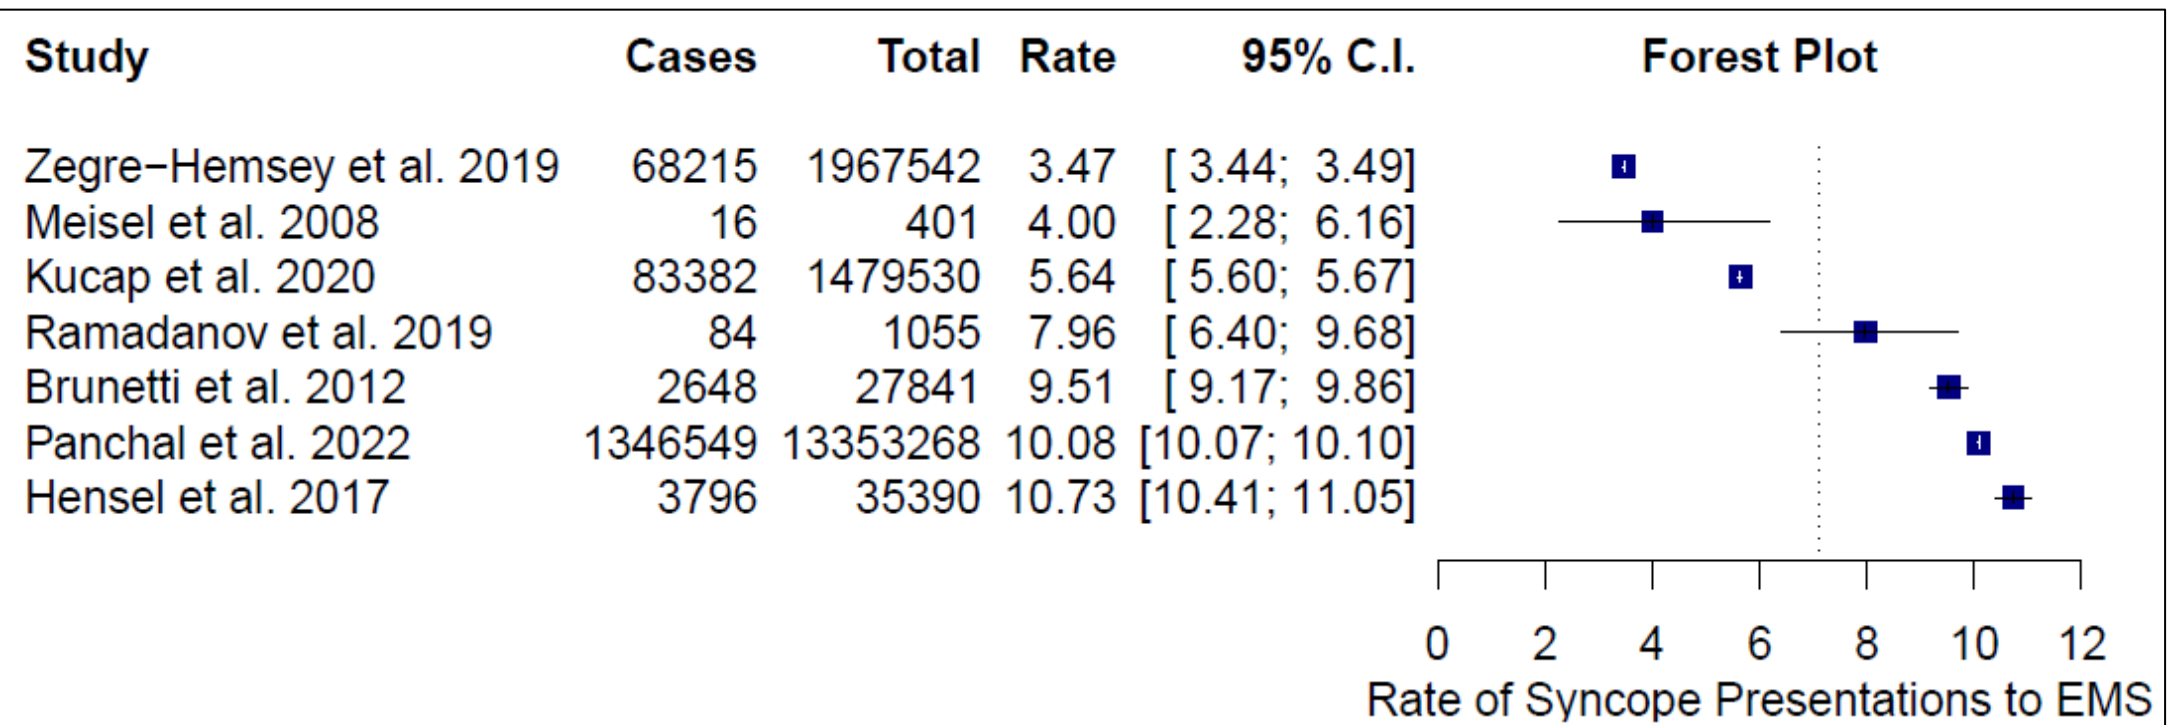 Study Cases Total Rate 95% C.I. Forest Plot
Zegre−Hemsey et al. 2019 68215 1967542 3.47 [ 3.44; 3.49]
Meisel et al. 2008 16 401 4.00 [ 2.28; 6.16]
Kucap et al. 2020 83382 1479530 5.64 [ 5.60; 5.67]
Ramadanov et al. 2019 84 1055 7.96 [ 6.40; 9.68]
Brunetti et al. 2012 2648 27841 9.51 [ 9.17; 9.86]
Panchal et al. 2022 1346549 13353268 10.08 [10.07; 10.10]
Hensel et al. 2017 3796 35390 10.73 [10.41; 11.05]
0 2 4 6 8 10 12
Rate of Syncope Presentations to EMS